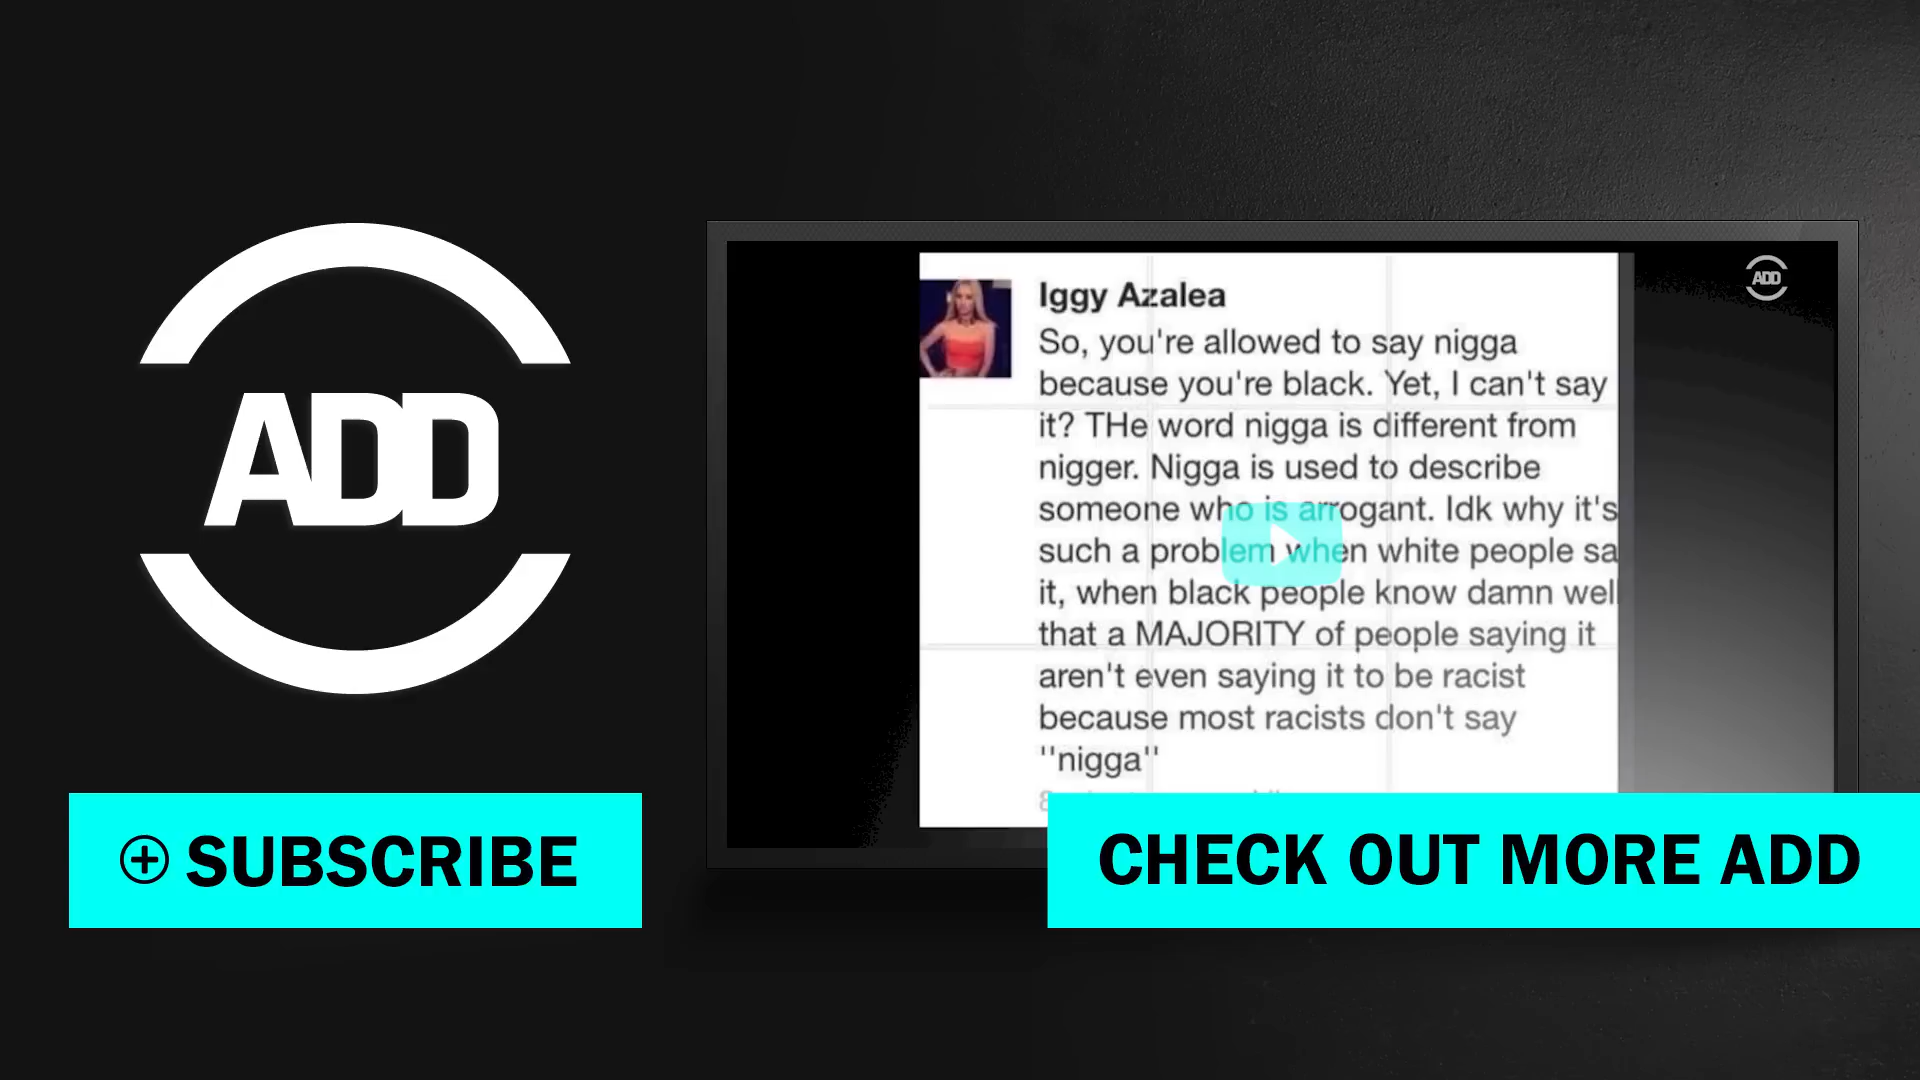 ADD
SUBSCRIBE
ADD
Iggy Azalea
So, you're allowed to say nigga
because you're black. Yet, I can't say
it? THe word nigga is different from
nigger. Nigga is used to describe
someone who is arrogant. Idk why it's
such a problem when white people sa
it, when black people know damn well
that a MAJORITY of people saying it
aren't even saying it to be racist
because most racists don't say
"nigga"
CHECK OUT MORE ADD